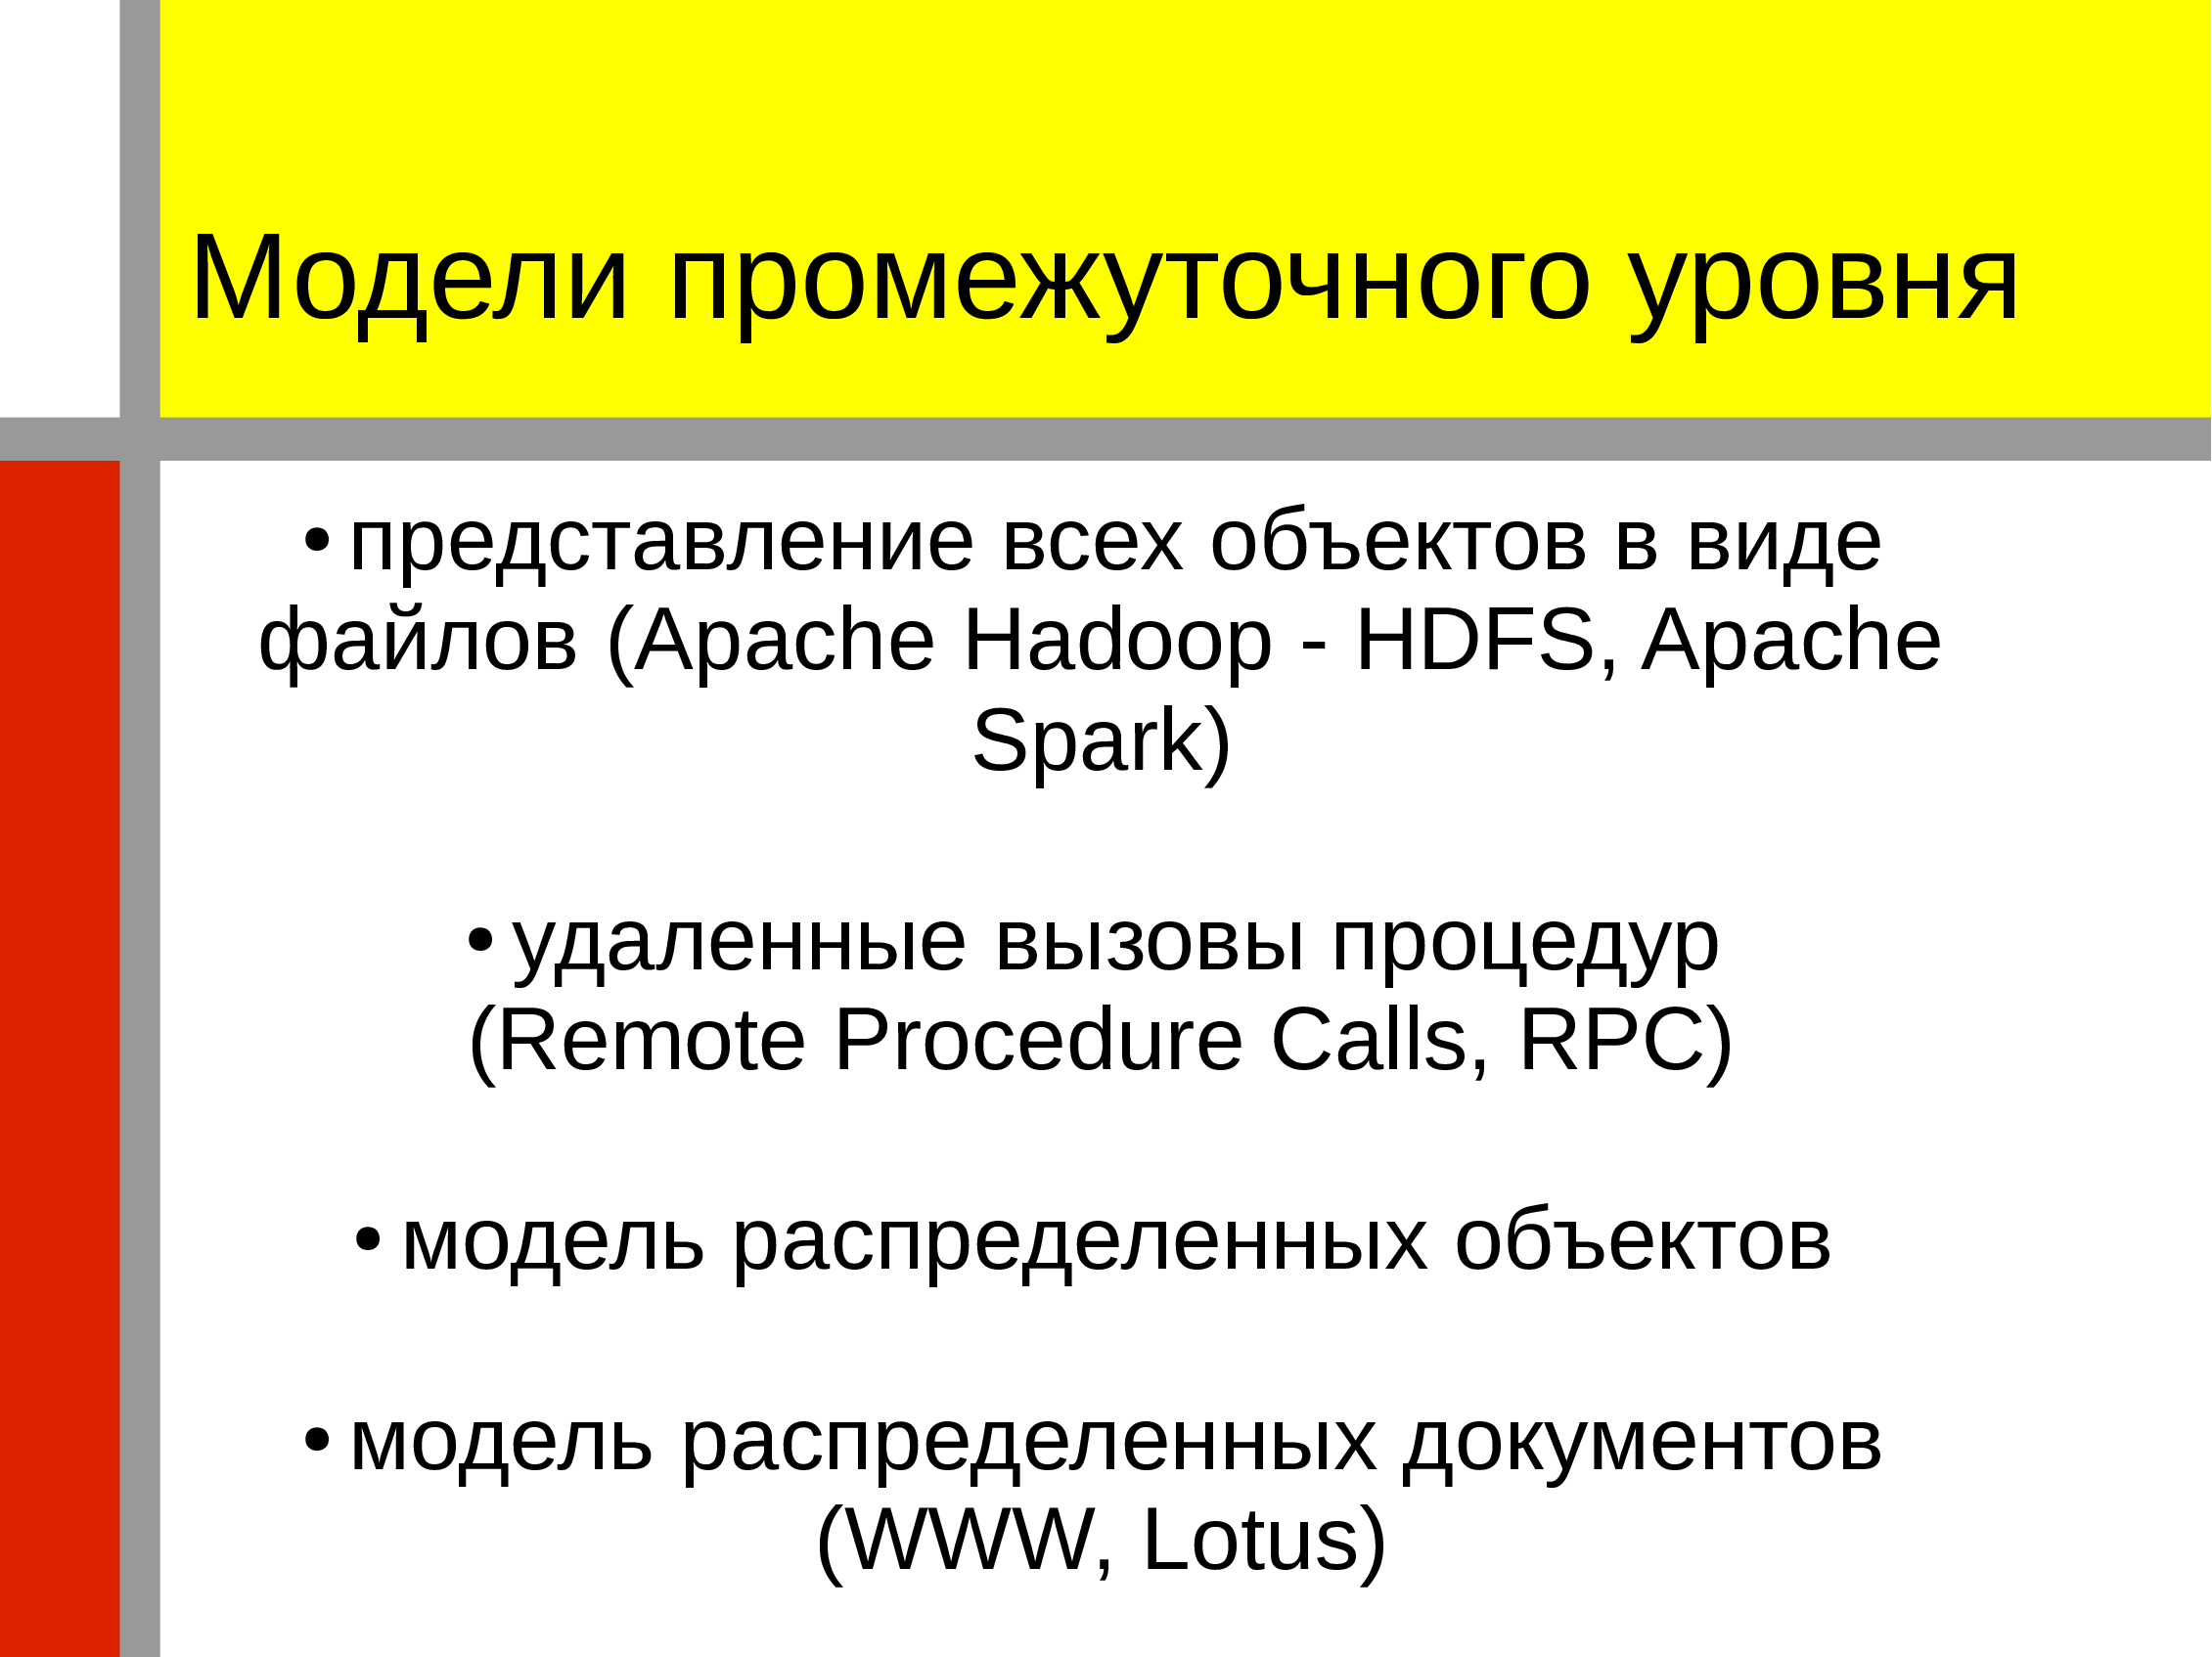 Модели промежуточного уровня
• представление всех объектов в виде
файлов (Apache Hadoop - HDFS, Apache
Spark)
• удаленные вызовы процедур
(Remote Procedure Calls, RPC)
• модель распределенных объектов
• модель распределенных документов
(WWW, Lotus)